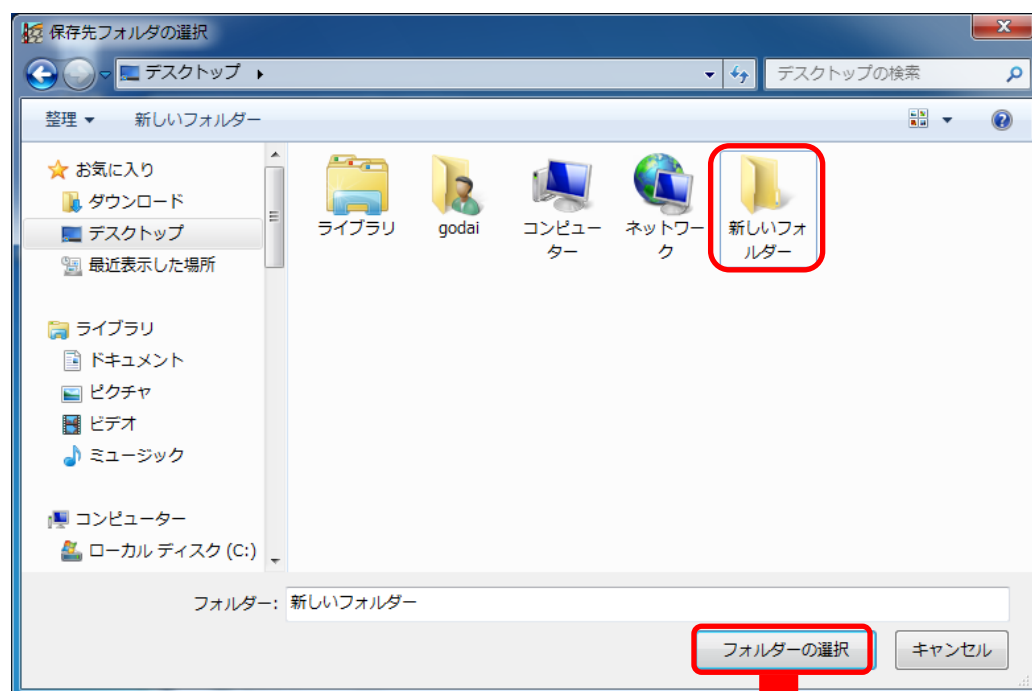 保存先フォルダの選択
デスクトップ
デスクトップの検索
整理
新しいフォルダー
お気に入り
ダウンロード
デスクトップ
最近表示した場所
ライブラリ
ドキュメント
ピクチャ
ビデオ
ミュージック
コンピューター
ローカル ディスク (C:)
ライブラリ
godai
コンピュー
ター
ネットワー
ク
新しいフォ
ルダー
フォルダー: 新しいフォルダー
フォルダーの選択
キャンセル